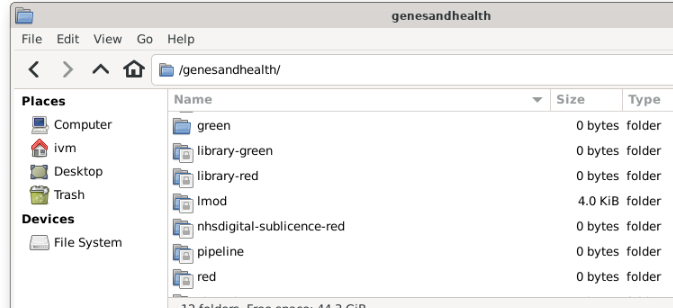 genesandhealth
File Edit View Go Help
/genesandhealth/
Places
Computer
ivm
Desktop
Trash
Devices
File System
Name Size Type
green 0 bytes folder
library-green 0 bytes folder
library-red 0 bytes folder
lmod 4.0 KiB folder
nhsdigital-sublicence-red 0 bytes folder
pipeline 0 bytes folder
red 0 bytes folder